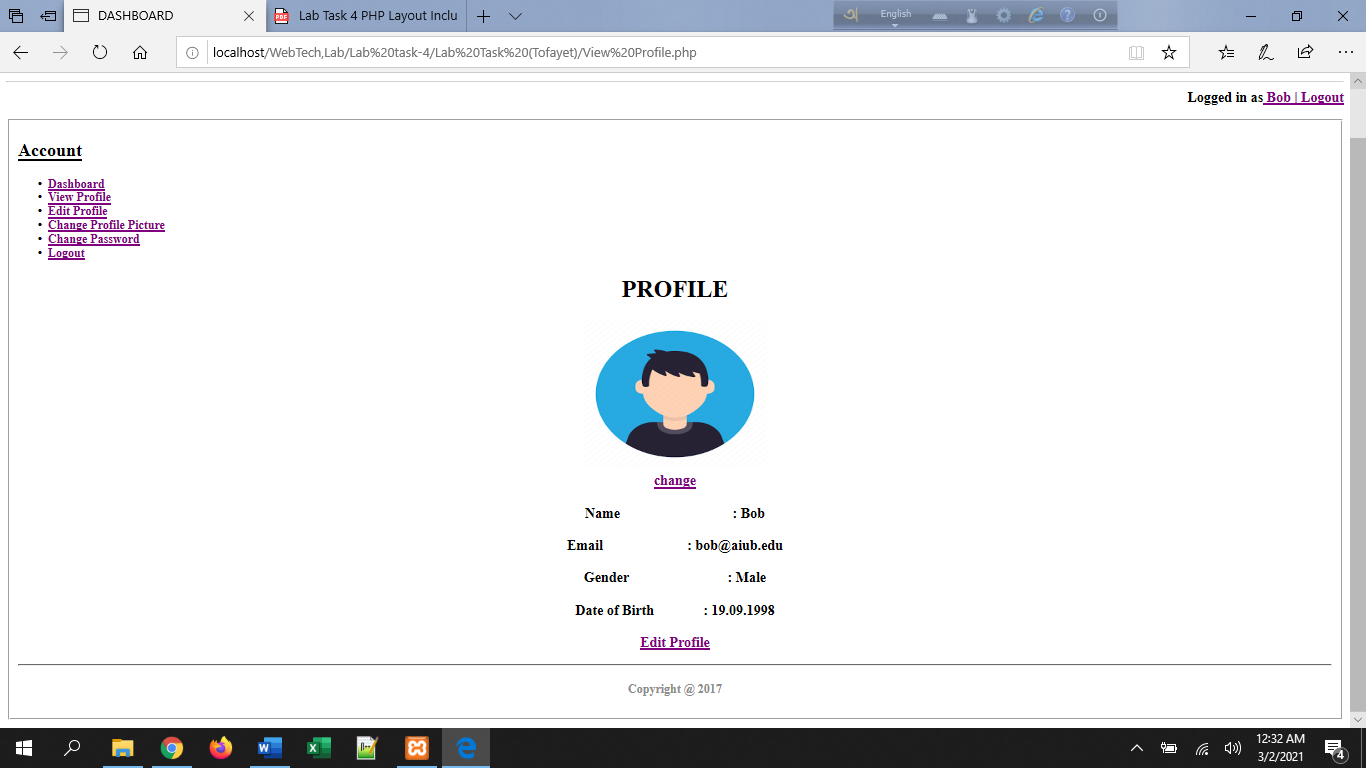 DASHBOARD
Lab Task 4 PHP Layout Inclu
English
localhost/WebTech,Lab/Lab%20task-4/Lab%20Task%20(Tofayet)/View%20Profile.php
Logged in as Bob | Logout
Account
• Dashboard
• View Profile
• Edit Profile
• Change Profile Picture
• Change Password
• Logout
PROFILE
change
Name : Bob
Email : bob@aiub.edu
Gender : Male
Date of Birth : 19.09.1998
Edit Profile
Copyright @ 2017
12:32 AM
3/2/2021
4